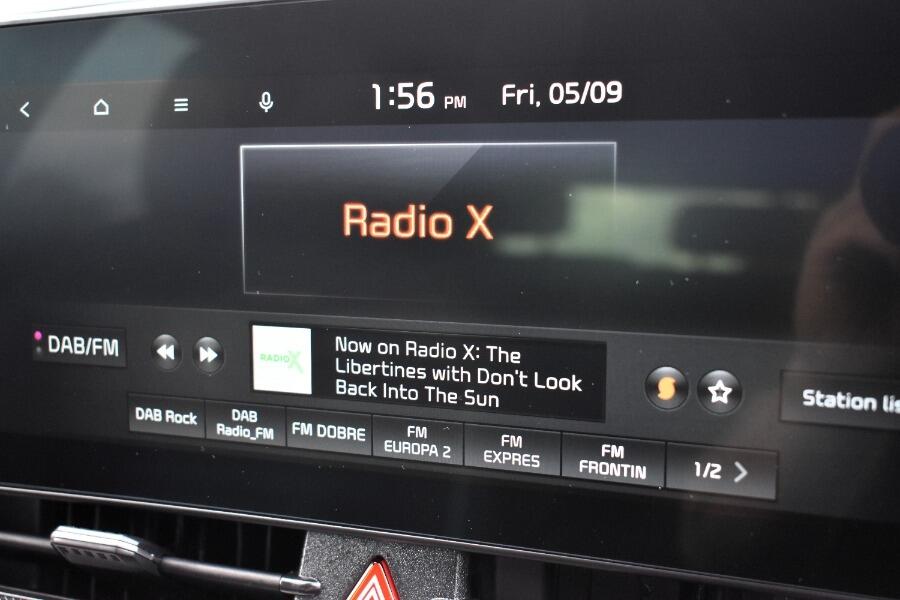 1:56 PM Fri, 05/09
Radio X
DAB/FM
RADIO X
Now on Radio X: The
Libertines with Don't Look
Back Into The Sun
Station lis
DAB Rock
DAB
Radio_FM
FM DOBRE
FM
EUROPA 2
FM
EXPRES
FM
FRONTIN
1/2